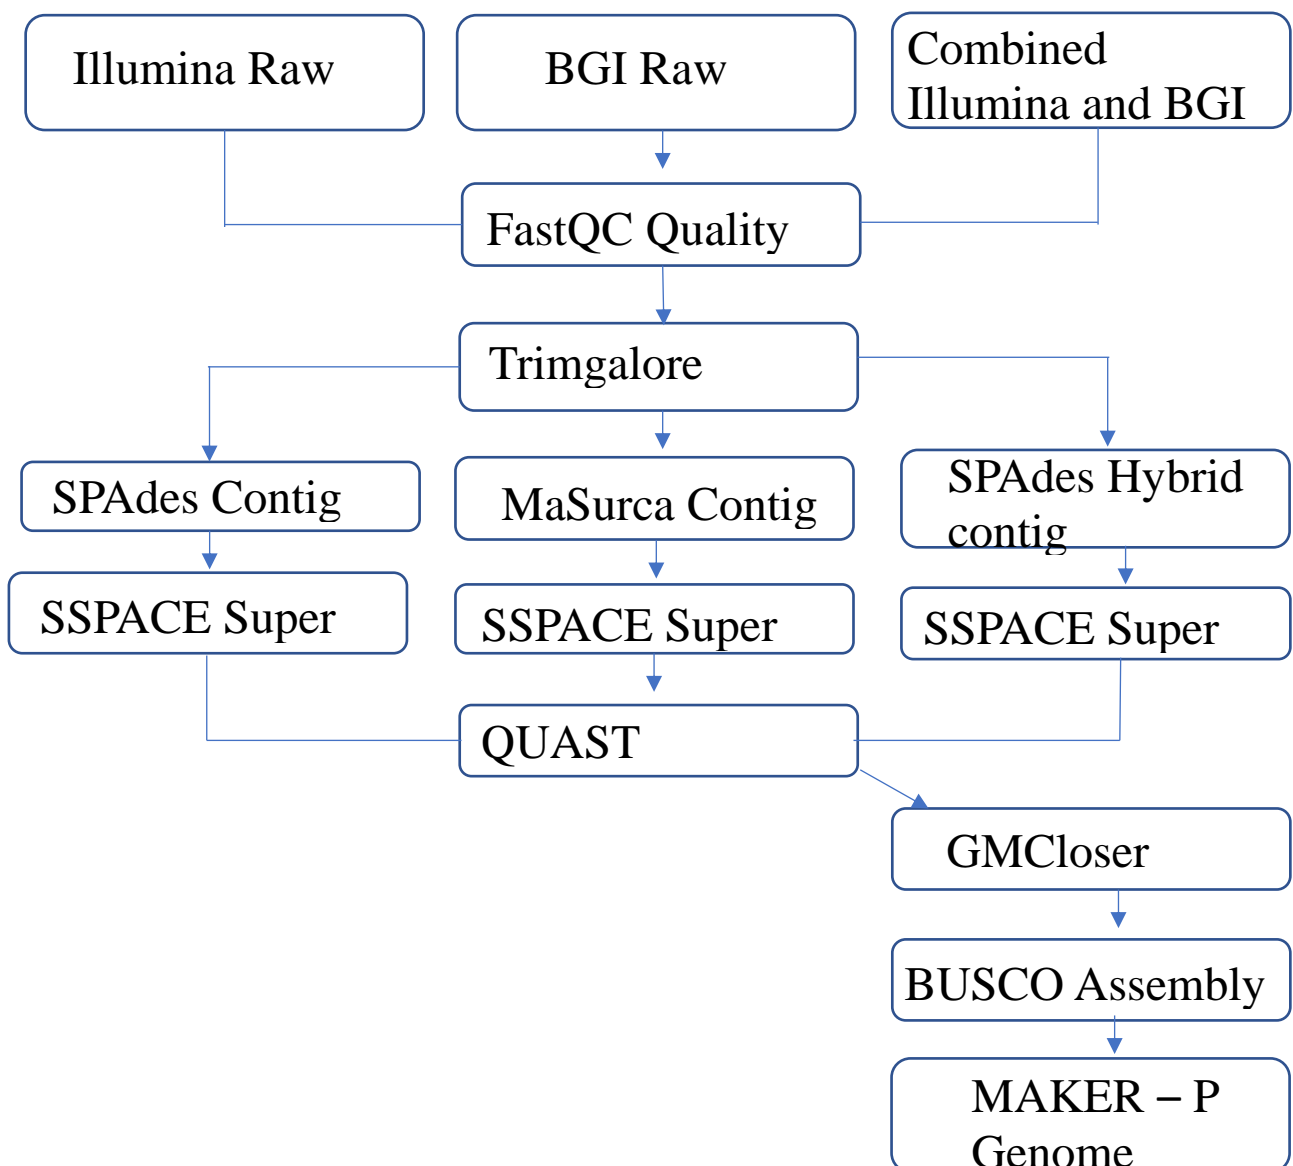 Illumina Raw
BGI Raw
Combined
Illumina and BGI
FastQC Quality
Trimgalore
SPAdes Contig
MaSurca Contig
SPAdes Hybrid
contig
SSPACE Super
SSPACE Super
SSPACE Super
QUAST
GMCloser
BUSCO Assembly
MAKER – P
Genome